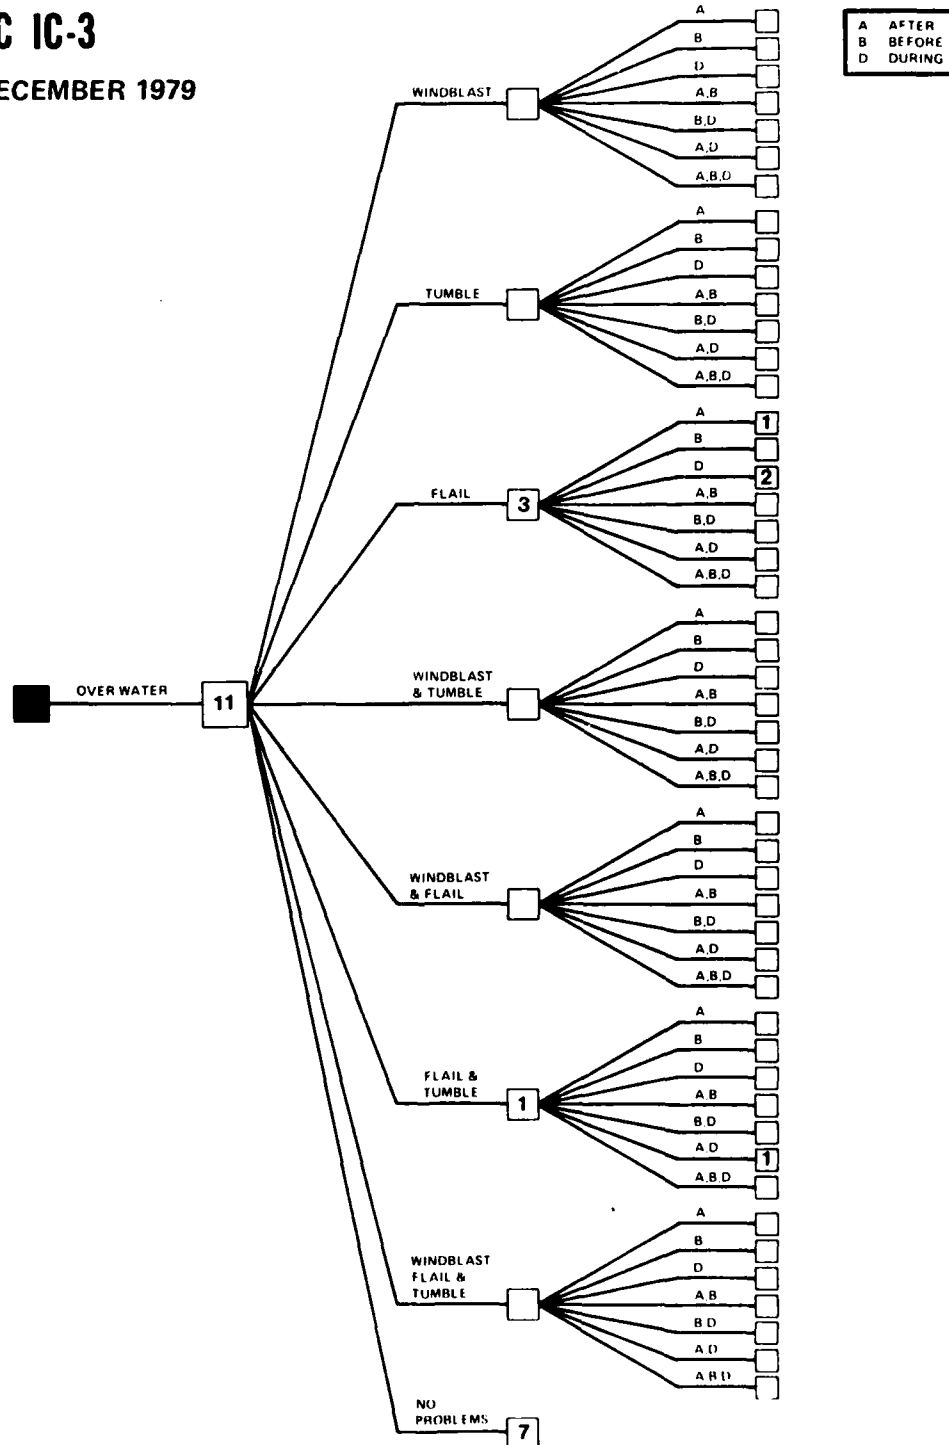 C IC-3
ECEMBER 1979
A AFTER
B BEFORE
D DURING
WINDBLAST
A
B
D
A,B
B,D
A,D
A,B,D
TUMBLE
A
B
D
A,B
B,D
A,D
A,B,D
FLAIL
3
A
1
B
D
2
A,B
B,D
A,D
A,B,D
OVER WATER
11
WINDBLAST
& TUMBLE
A
B
D
A,B
B,D
A,D
A,B,D
WINDBLAST
& FLAIL
A
B
D
A,B
B,D
A,D
A,B,D
FLAIL &
TUMBLE
1
A
B
D
A,B
B,D
A,D
1
A,B,D
WINDBLAST
FLAIL &
TUMBLE
A
B
D
A,B
B,D
A,D
A,B,D
NO
PROBLEMS
7